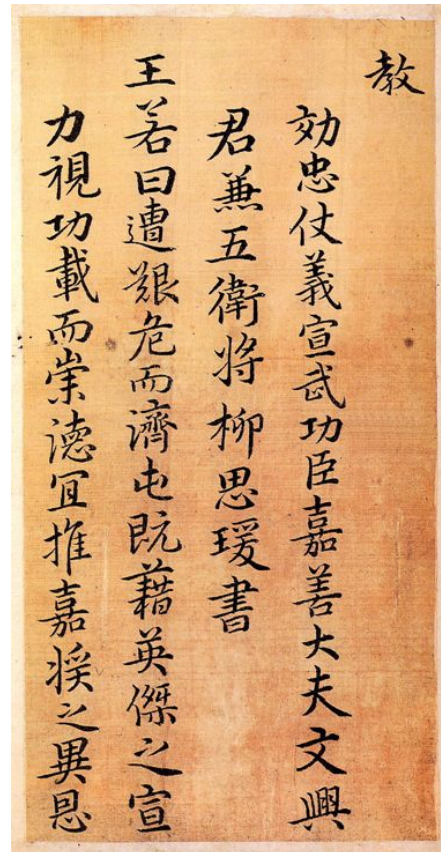 教
効忠仗義宣武功臣嘉善大夫文興
君兼五衛將柳思瑗書
王若曰遭艱危而濟屯既藉英傑之宣
力視功載而崇德宜推嘉奬之異恩